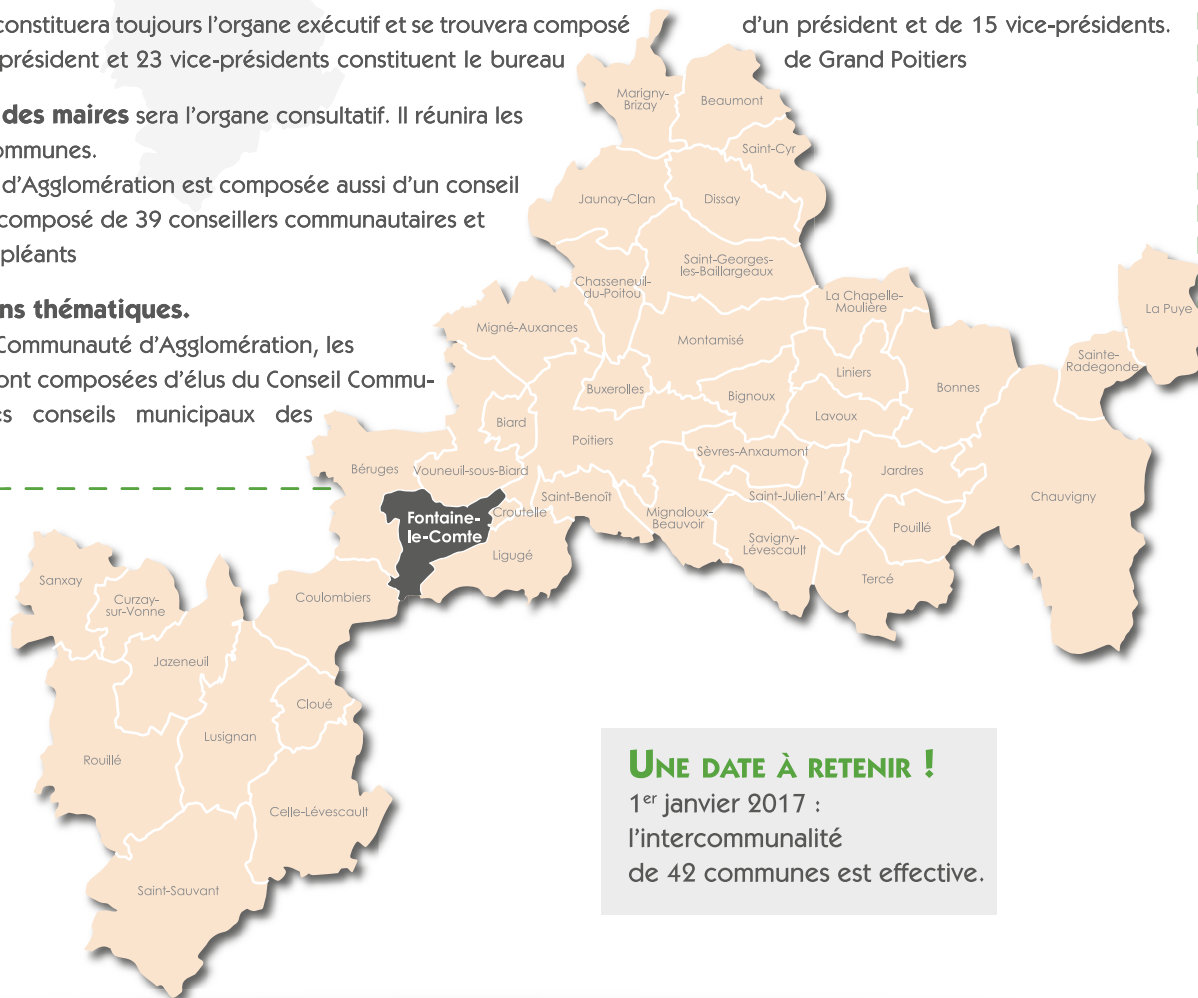 constituera toujours l'organe exécutif et se trouvera composé d'un président et de 15 vice-présidents.
président et 23 vice-présidents constituent le bureau de Grand Poitiers
des maires sera l'organe consultatif. Il réunira les
ommunes.
d'Agglomération est composée aussi d'un conseil
composé de 39 conseillers communautaires et
pléants
ns thématiques.
Communauté d'Agglomération, les
ont composées d'élus du Conseil Commu-
es conseils municipaux des
Marigny-
Brizay
Beaumont
Saint-Cyr
Jaunay-Clan
Dissay
Saint-Georges-
les-Baillargeaux
Chasseneuil-
du-Poitou
La Chapelle-
Moulière
La Puye
Migné-Auxances
Montamisé
Sainte-
Radegonde
Liniers
Bonnes
Buxerolles
Bignoux
Lavoux
Biard
Poitiers
Sèvres-Anxaumont
Béruges
Vouneuil-sous-Biard
Jardres
Saint-Benoît
Saint-Julien-l'Ars
Chauvigny
Fontaine-
le-Comte
Croutelle
Mignaloux-
Beauvoir
Pouillé
Savigny-
Lévescault
Ligugé
Tercé
Sanxay
Curzay-
sur-Vonne
Coulombiers
Jazeneuil
Cloué
Lusignan
Rouillé
Celle-Lévescault
Saint-Sauvant
UNE DATE À RETENIR !
1er janvier 2017 :
l'intercommunalité
de 42 communes est effective.